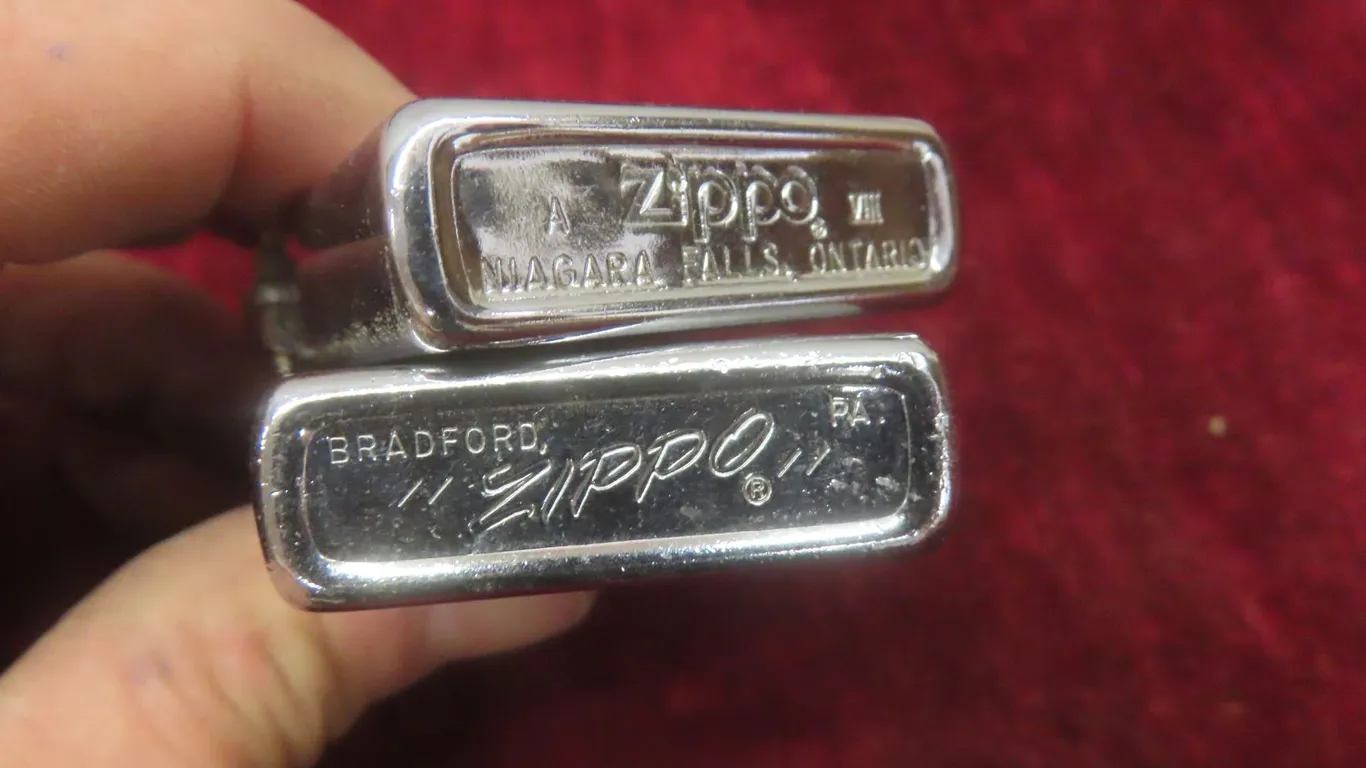 A Zippo® VIII
NIAGARA FALLS, ONTARIO
BRADFORD, PA.
"ZIPPO"®